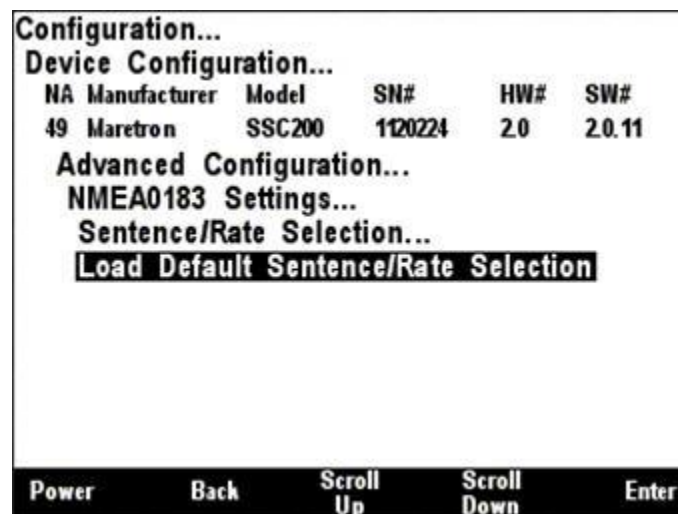 Configuration...
Device Configuration...
NA Manufacturer Model SN# HW# SW#
49 Maretron SSC200 1120224 2.0 2.0.11
Advanced Configuration...
NMEA0183 Settings...
Sentence/Rate Selection...
Load Default Sentence/Rate Selection
Power Back Scroll Up Scroll Down Enter